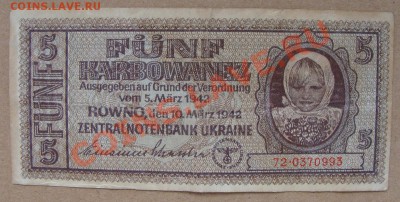 COINS.LAVE.RU
5 FÜNF 5
KARBOWANEZ
Ausgegeben auf Grund der Verordnung
vom 5. März 1942
ROWNO, den 10. März 1942
ZENTRALNOTENBANK UKRAINE
FÜNF
5
72·0370993